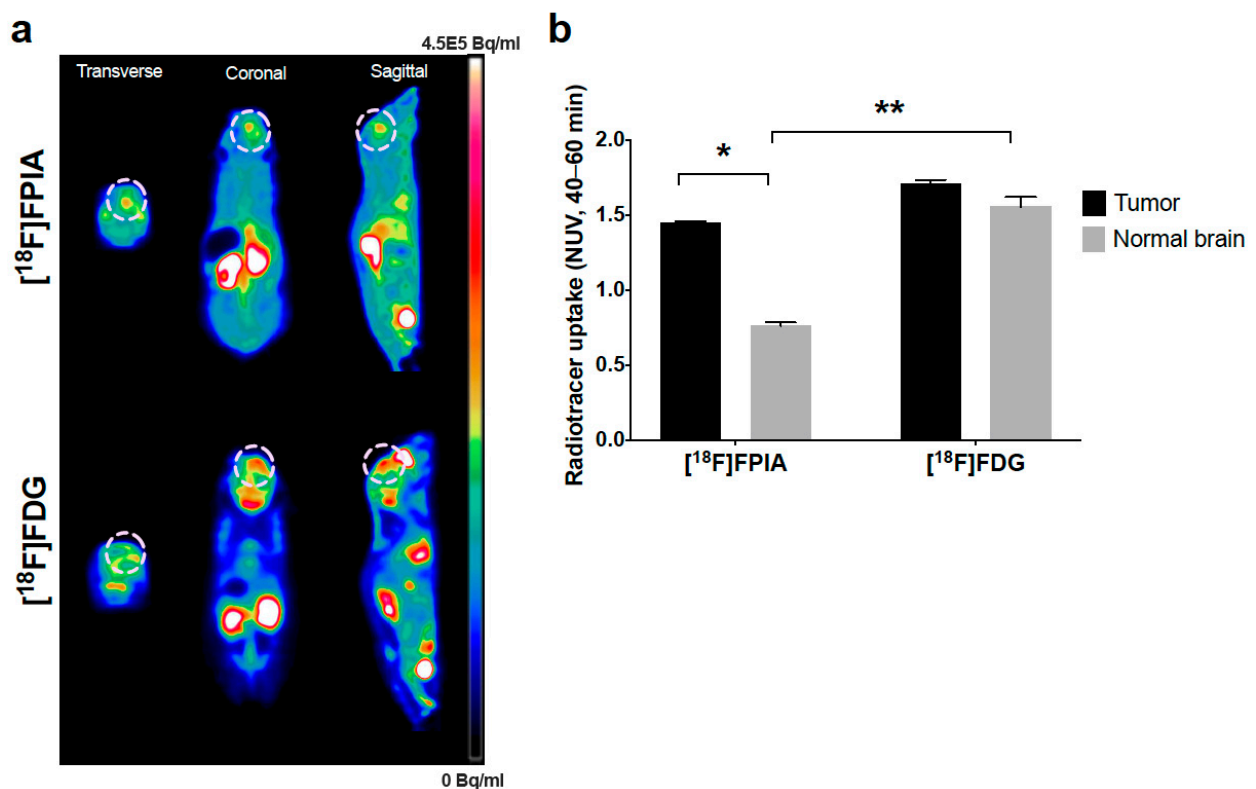 a
4.5E5 Bq/ml
Transverse
Coronal
Sagittal
[¹⁸F]FPIA
[¹⁸F]FDG
0 Bq/ml
b
Radiotracer uptake (NUV, 40–60 min)
2.0
1.5
1.0
0.5
0.0
*
**
[¹⁸F]FPIA
[¹⁸F]FDG
Tumor
Normal brain